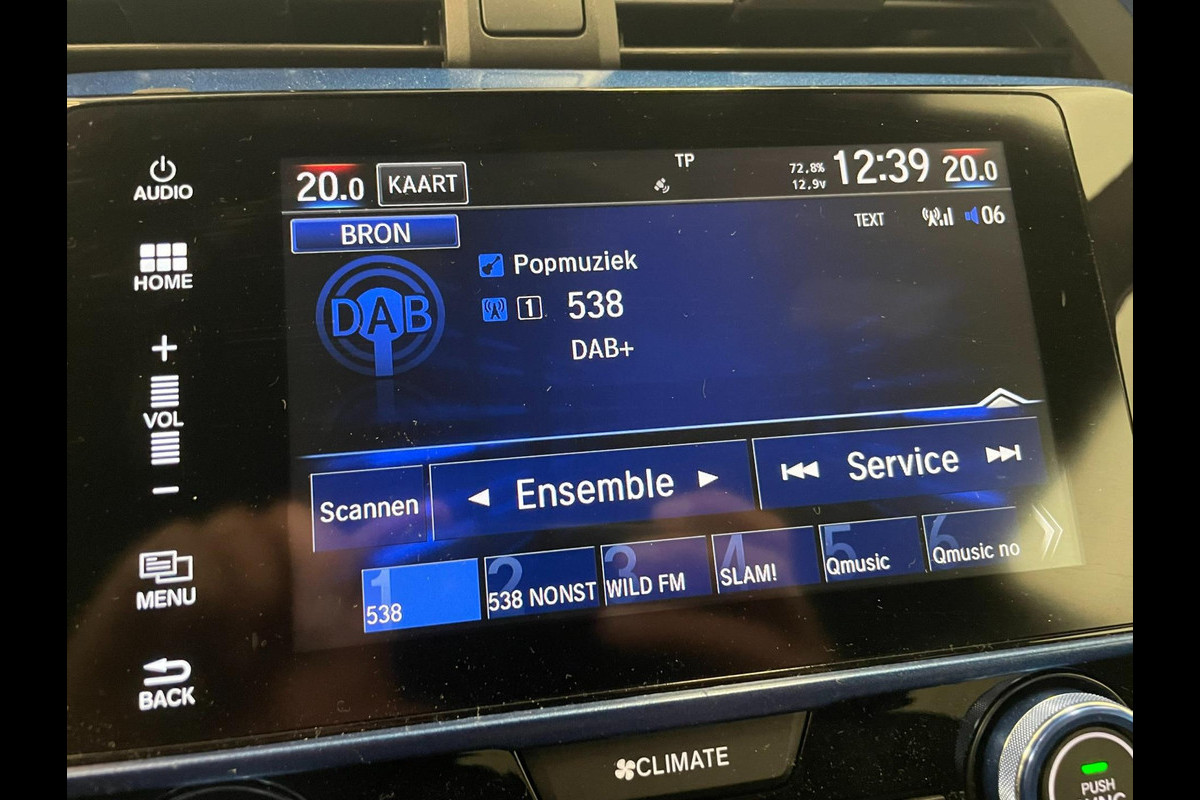 AUDIO
HOME
+
VOL
−
MENU
BACK
20.0
KAART
TP
72.8%
12.9v
12:39
20.0
BRON
TEXT
06
DAB
Popmuziek
1 538
DAB+
Scannen
Ensemble
Service
1 538
2 538 NONST
3 WILD FM
4 SLAM!
5 Qmusic
6 Qmusic no
CLIMATE
PUSH